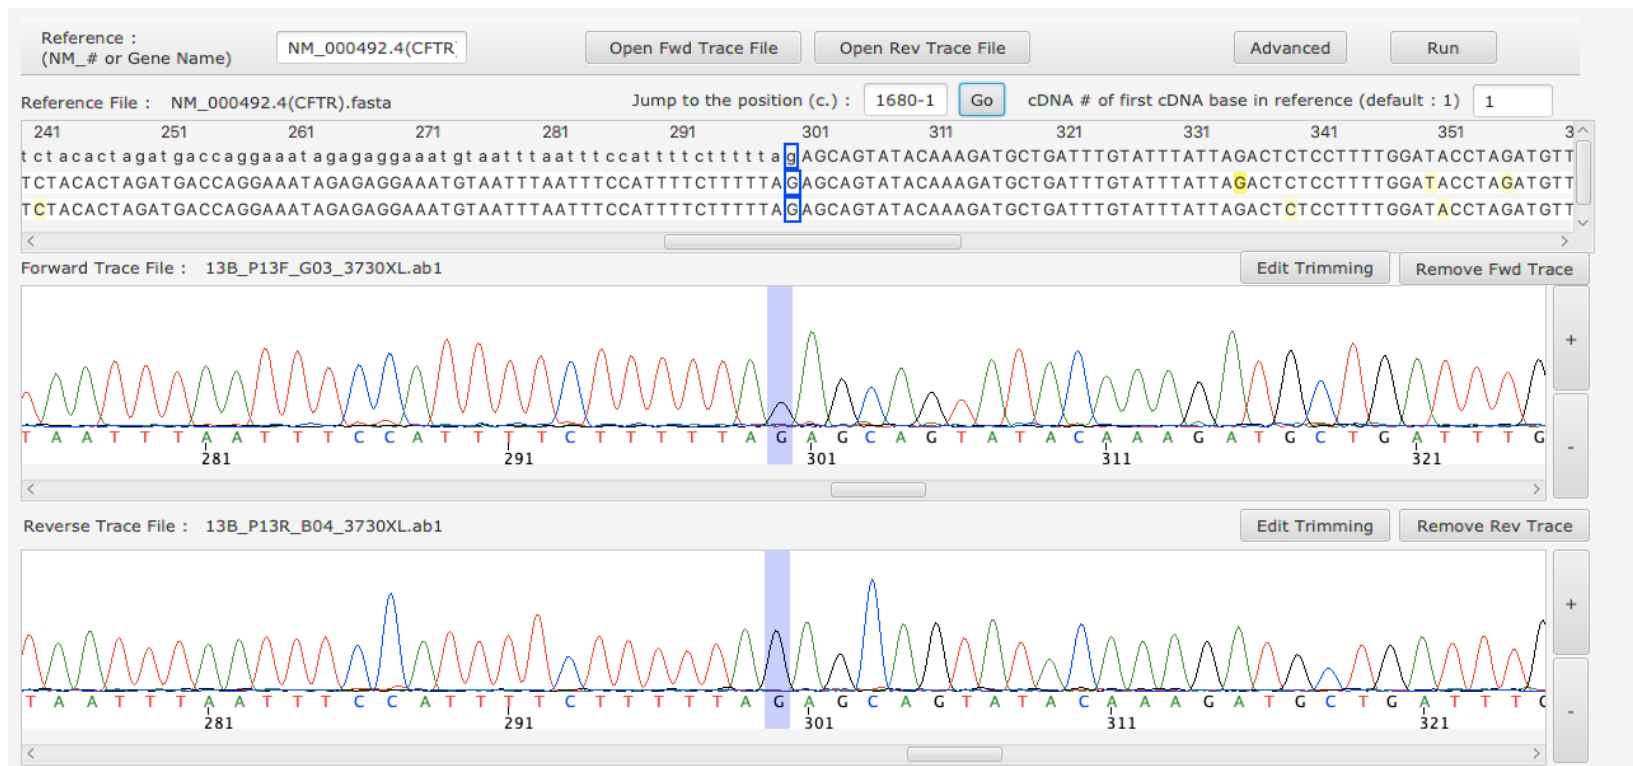 Reference :
(NM_# or Gene Name)
NM_000492.4(CFTR)
Open Fwd Trace File
Open Rev Trace File
Advanced
Run
Reference File : NM_000492.4(CFTR).fasta
Jump to the position (c.) :
1680-1
Go
cDNA # of first cDNA base in reference (default : 1)
1
241 251 261 271 281 291 301 311 321 331 341 351 3
tctacactagatgaccaggaaatagagaggaaatgtaatttaatttccattttctttttagAGCAGTATACAAAGATGCTGATTTGTATTTATTAGACTCTCCTTTTGGATACCTAGATGTT
TCTACACTAGATGACCAGGAAATAGAGAGGAAATGTAATTTAATTTCCATTTTCTTTTTAGAGCAGTATACAAAGATGCTGATTTGTATTTATTAGACTCTCCTTTTGGATACCTAGATGTT
TCTACACTAGATGACCAGGAAATAGAGAGGAAATGTAATTTAATTTCCATTTTCTTTTTAGAGCAGTATACAAAGATGCTGATTTGTATTTATTAGACTCTCCTTTTGGATACCTAGATGTT
Forward Trace File : 13B_P13F_G03_3730XL.ab1
Edit Trimming
Remove Fwd Trace
+
T A A T T T A A T T T C C A T T T T C T T T T T A G A G C A G T A T A C A A A G A T G C T G A T T T G
281 291 301 311 321
-
Reverse Trace File : 13B_P13R_B04_3730XL.ab1
Edit Trimming
Remove Rev Trace
+
T A A T T T A A T T T C C A T T T T C T T T T T A G A G C A G T A T A C A A A G A T G C T G A T T T G
281 291 301 311 321
-